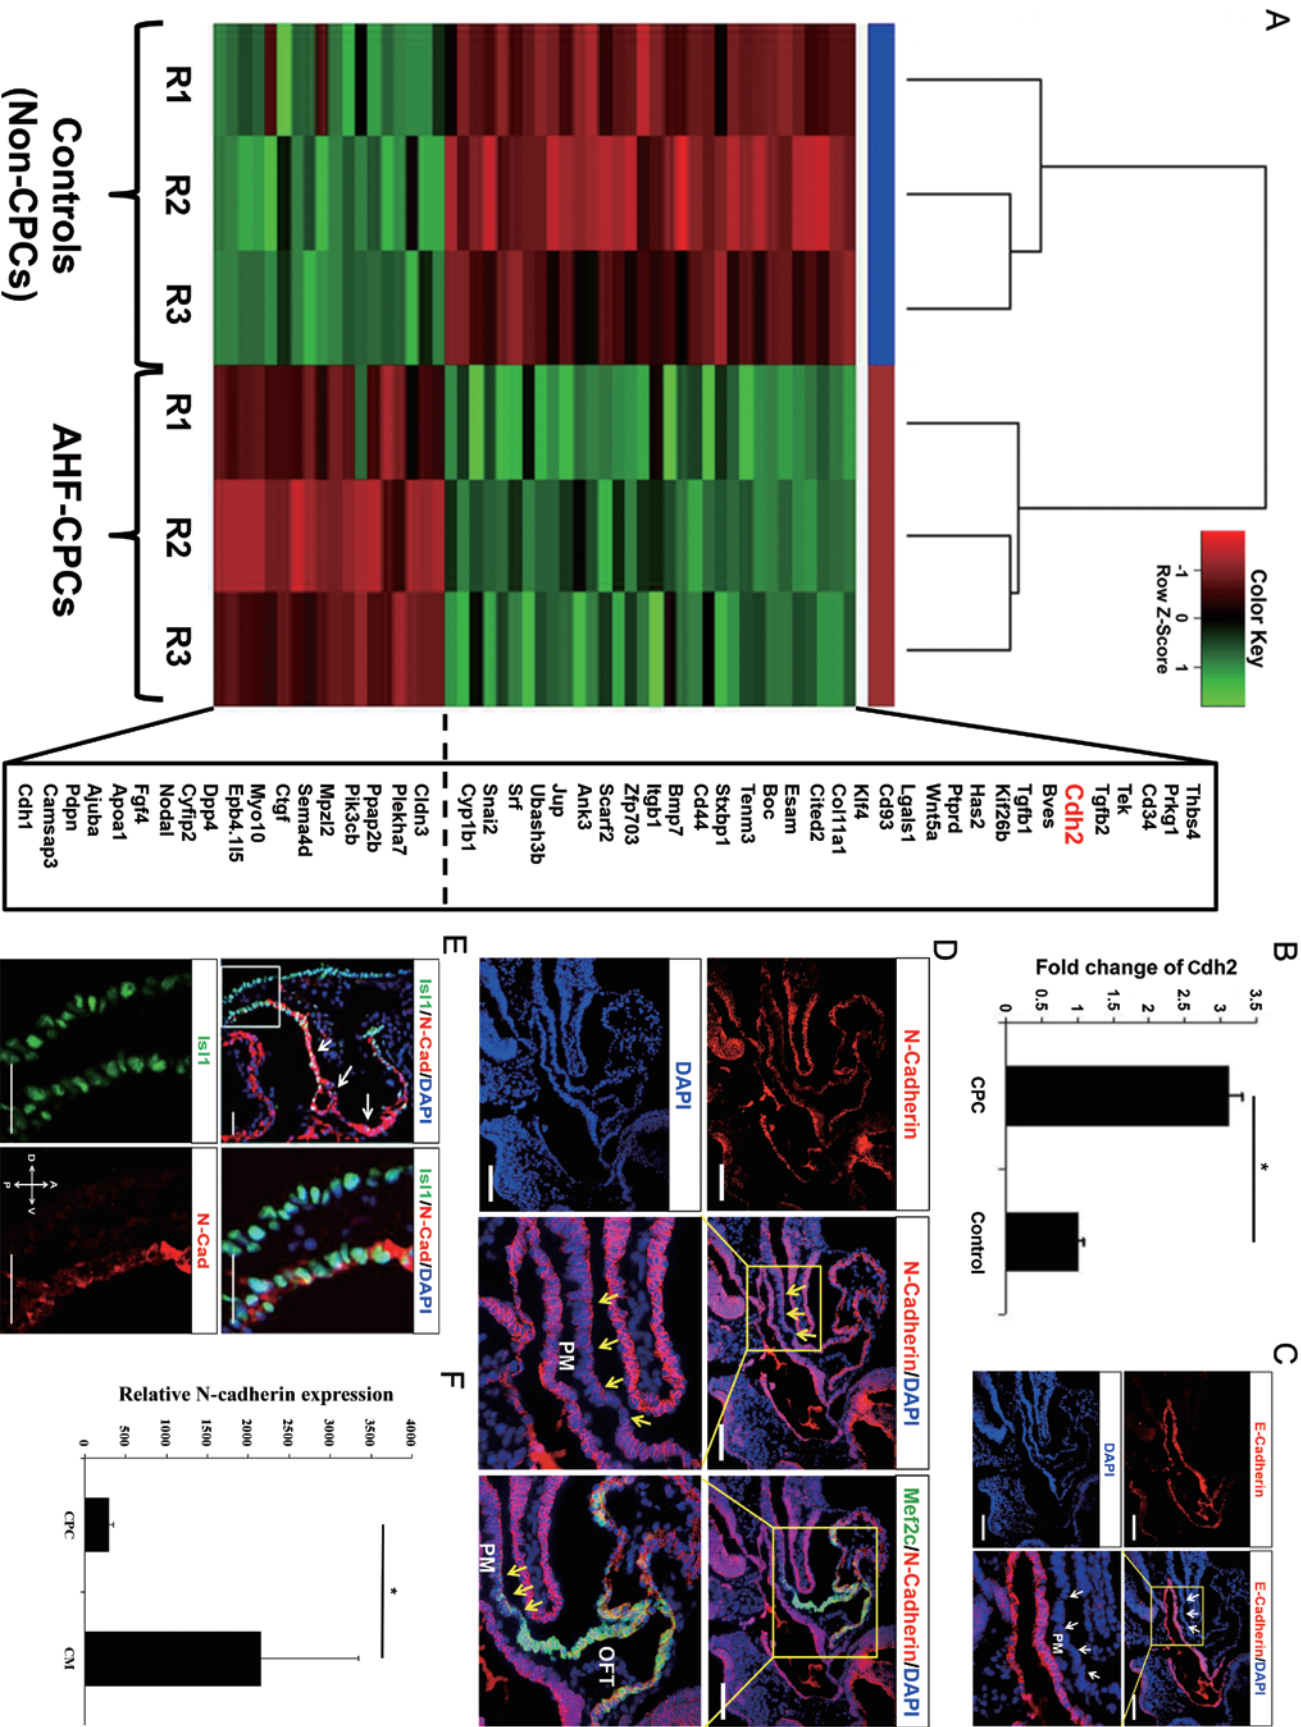 A
Color Key
-1 0 1
Row Z-Score
R1
R2
R3
R1
R2
R3
Controls
(Non-CPCs)
AHF-CPCs
Thbs4
Prkg1
Cd34
Tek
Tgfb2
Cdh2
Bves
Tgfb1
Kif26b
Has2
Ptprd
Wnt5a
Lgals1
Cd93
Klf4
Col11a1
Cited2
Esam
Boc
Tenm3
Stxbp1
Cd44
Bmp7
Itgb1
Zfp703
Scarf2
Ank3
Jup
Ubash3b
Srf
Snai2
Cyp1b1
Cldn3
Plekha7
Ppap2b
Pik3cb
Mpzl2
Sema4d
Ctgf
Myo10
Epb4.1l5
Dpp4
Cyfip2
Nodal
Fgf4
Apoa1
Ajuba
Pdpn
Camsap3
Cdh1
B
Fold change of Cdh2
3.5
3
2.5
2
1.5
1
0.5
0
*
CPC
Control
C
E-Cadherin
E-Cadherin/DAPI
DAPI
PM
D
N-Cadherin
N-Cadherin/DAPI
Mef2c/N-Cadherin/DAPI
DAPI
PM
PM
OFT
E
Isl1/N-Cad/DAPI
Isl1/N-Cad/DAPI
Isl1
N-Cad
A
D
V
P
F
Relative N-cadherin expression
4000
3500
3000
2500
2000
1500
1000
500
0
*
CPC
CM